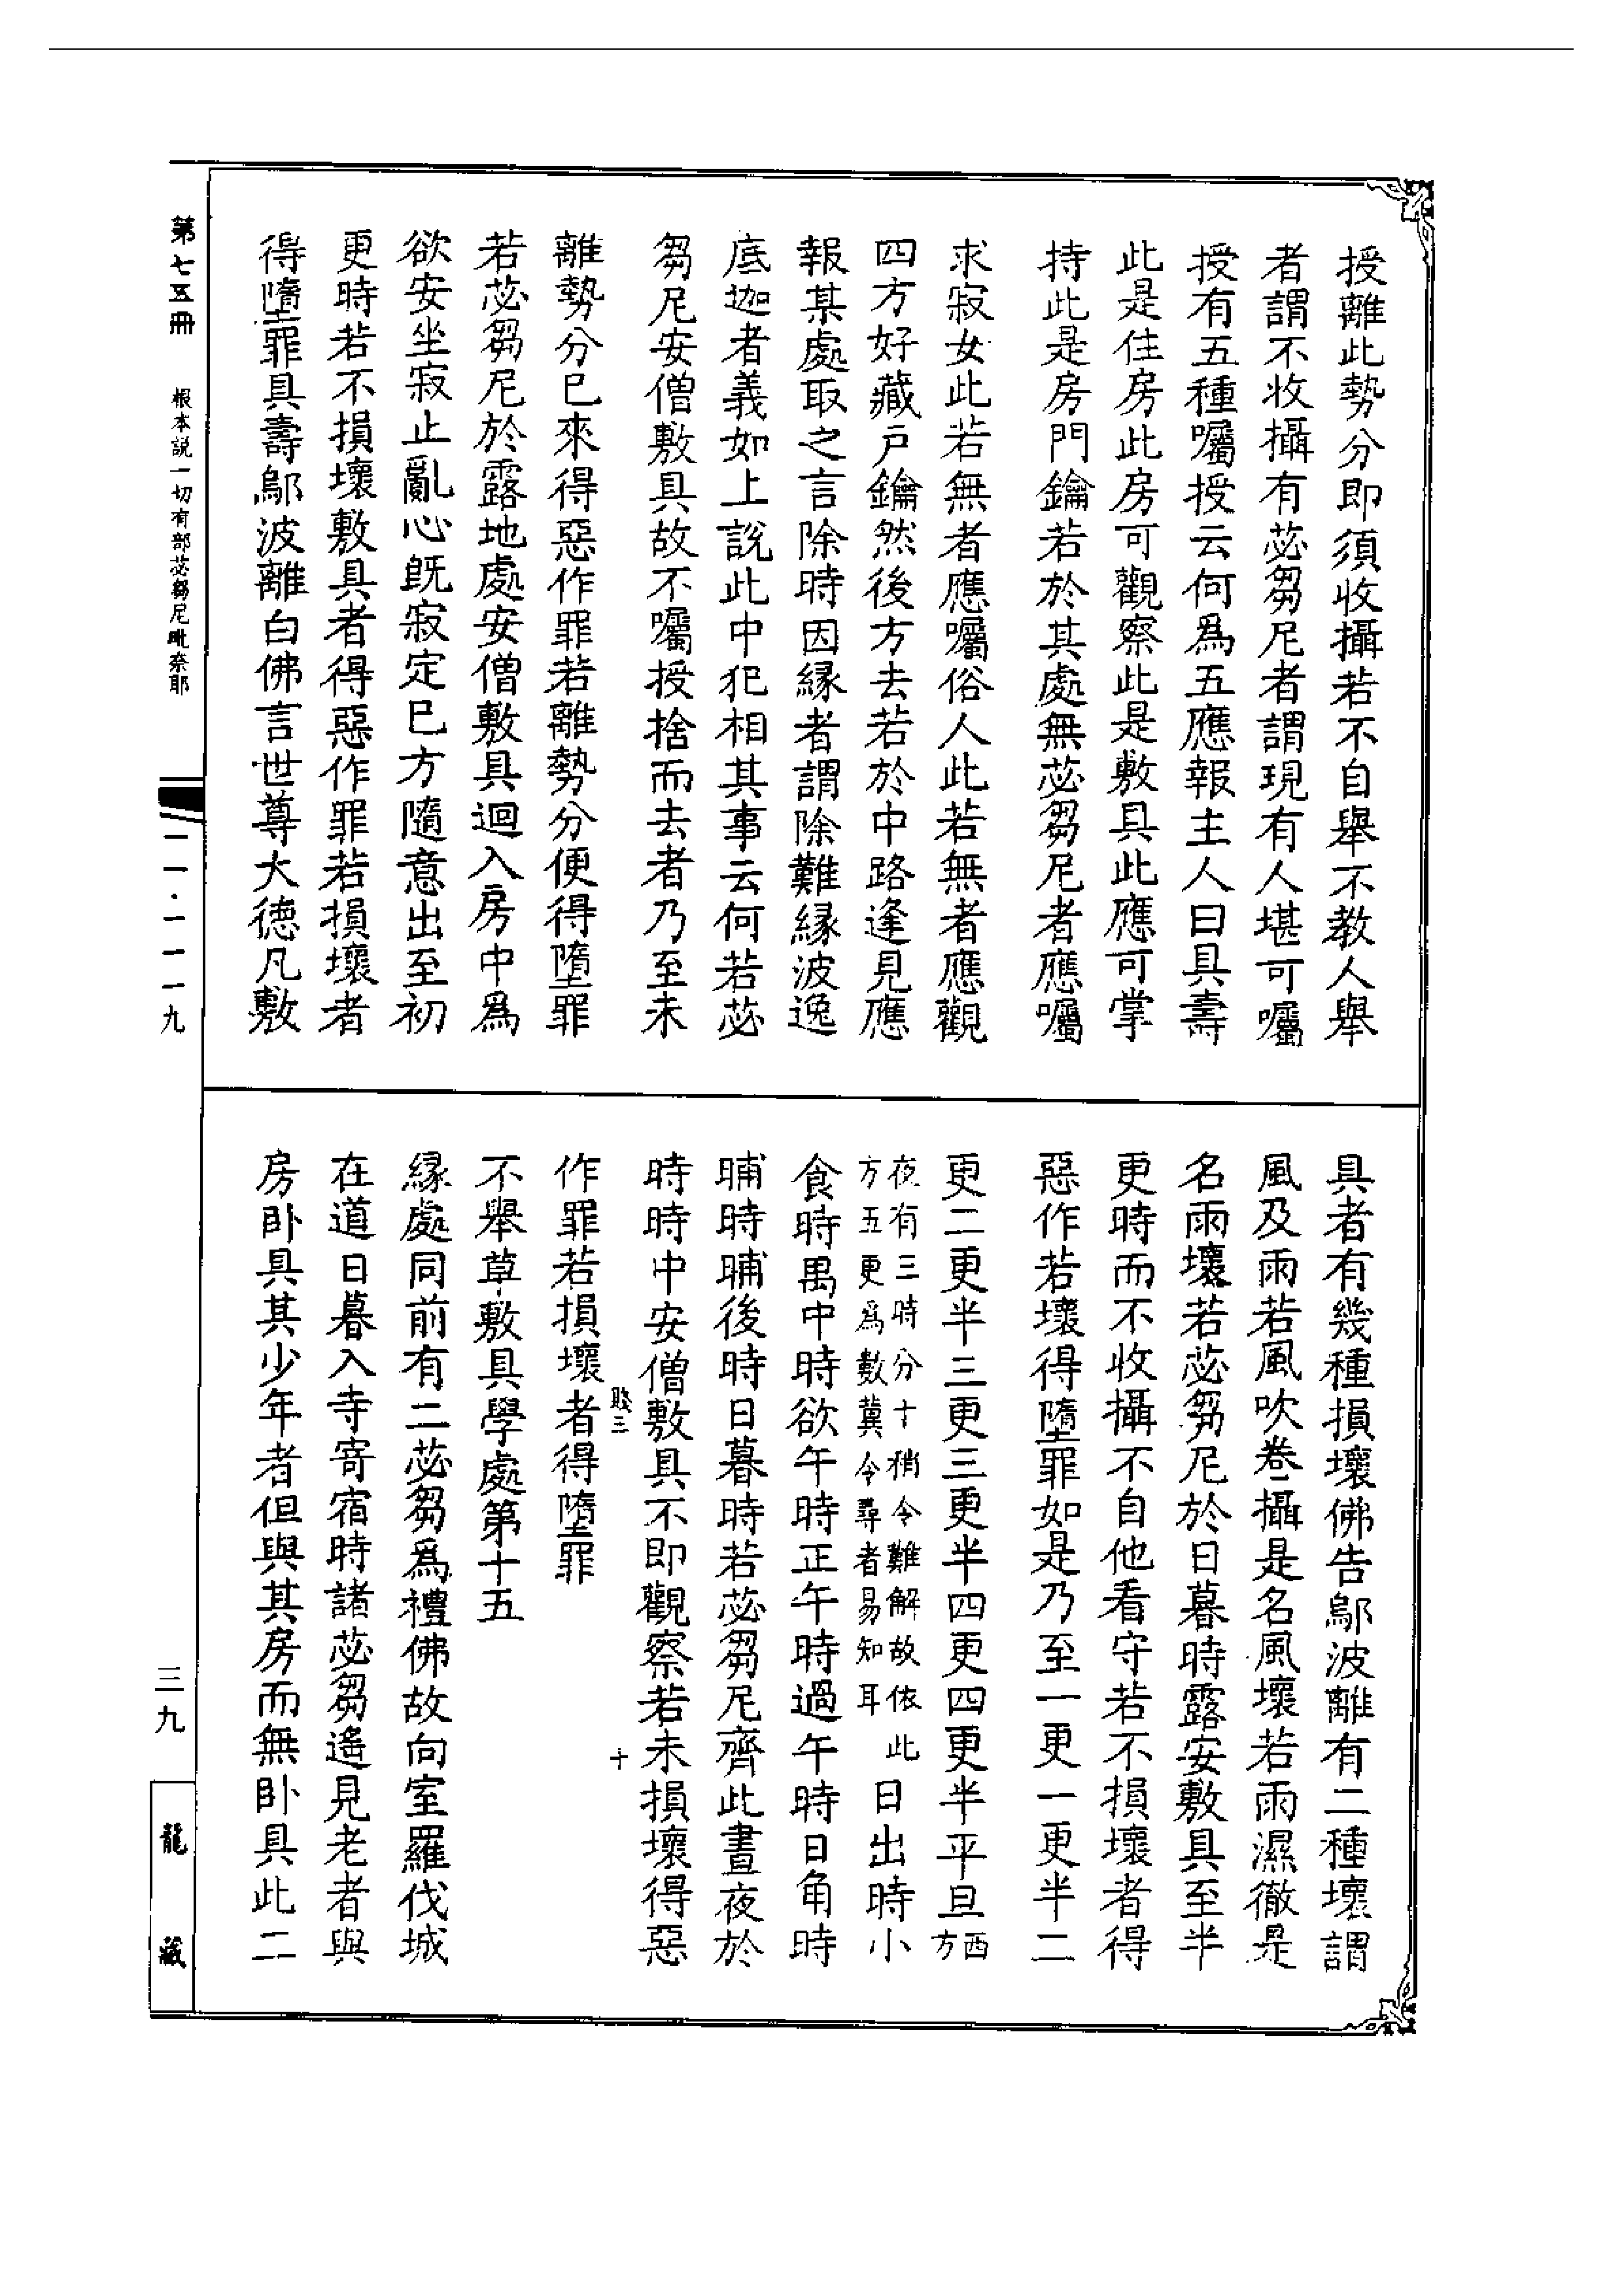 授離此勢分即須收攝若不自舉不教人舉
者謂不收攝有苾芻尼者謂現有人堪可囑
授有五種囑授云何爲五應報主人曰具壽
此是住房此房可觀察此是敷具此應可掌
持此是房門鑰若於其處無苾芻尼者應囑
求寂女此若無者應囑俗人此若無者應觀
四方好藏戶鑰然後方去若於中路逢見應
報某處取之言除時因緣者謂除難緣波逸
底迦者義如上說此中犯相其事云何若苾
芻尼安僧敷具故不囑授捨而去者乃至未
離勢分已來得惡作罪若離勢分便得墮罪
若苾芻尼於露地處安僧敷具迴入房中爲
欲安坐寂止亂心旣寂定已方隨意出至初
更時若不損壞敷具者得惡作罪若損壞者
得墮罪具壽鄔波離白佛言世尊大德凡敷
具者有幾種損壞佛告鄔波離有二種壞謂
風及雨若風吹卷攝是名風壞若雨濕徹是
名雨壞若苾芻尼於日暮時露安敷具至半
更時而不收攝不自他看守若不損壞者得
惡作若壞得墮罪如是乃至一更一更半二
更二更半三更三更半四更四更半平旦西方
夜有三時分十稍令難解故依此方五更爲數冀令尋者易知耳日出時小
食時禺中時欲午時正午時過午時日角時
晡時晡後時日暮時若苾芻尼齊此晝夜於
時時中安僧敷具不即觀察若未損壞得惡
作罪若損壞者得墮罪
不舉草敷具學處第十五
緣處同前有二苾芻爲禮佛故向室羅伐城
在道日暮入寺寄宿時諸苾芻遙見老者與
房臥具其少年者但與其房而無臥具此二
第七五冊 根本說一切有部苾芻尼毗奈耶
一一·一一一九
三九
龍藏
三
十